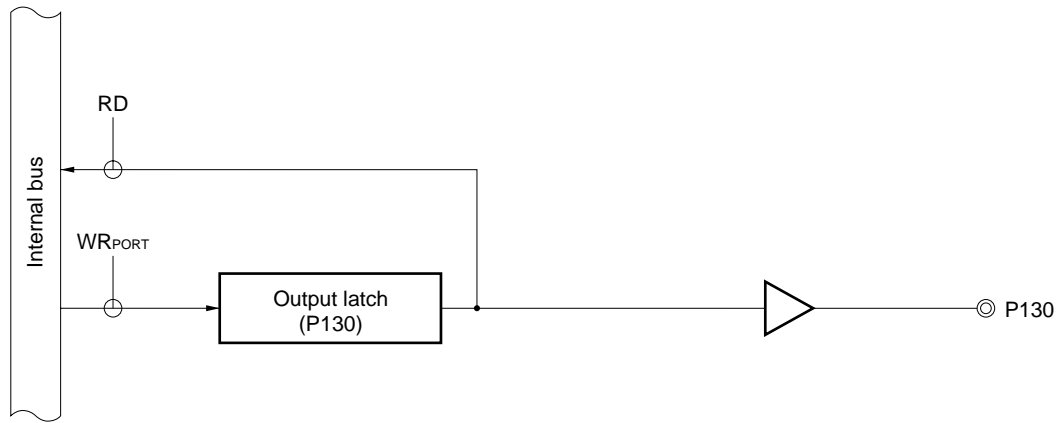 RD
Internal bus
WRPORT
Output latch
(P130)
P130